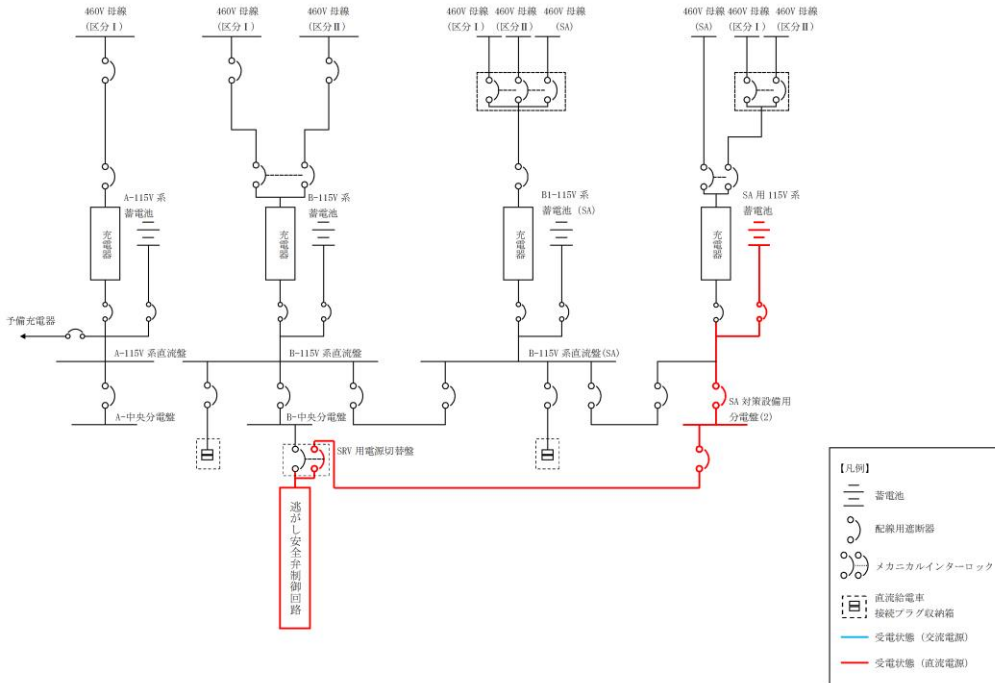 460V 母線
(区分Ⅰ)
460V 母線
(区分Ⅰ)
460V 母線
(区分Ⅱ)
460V 母線
(区分Ⅰ)
460V 母線
(区分Ⅱ)
460V 母線
(SA)
460V 母線
(SA)
460V 母線
(区分Ⅰ)
460V 母線
(区分Ⅱ)
A-115V 系
蓄電池
充電器
B-115V 系
蓄電池
充電器
B1-115V 系
蓄電池 (SA)
充電器
SA 用 115V 系
蓄電池
充電器
予備充電器
A-115V 系直流盤
B-115V 系直流盤
B-115V 系直流盤(SA)
A-中央分電盤
B-中央分電盤
SA 対策設備用
分電盤(2)
SRV 用電源切替盤
逃がし安全弁制御回路
【凡例】
蓄電池
配線用遮断器
メカニカルインターロック
直流給電車
接続プラグ収納箱
受電状態 (交流電源)
受電状態 (直流電源)